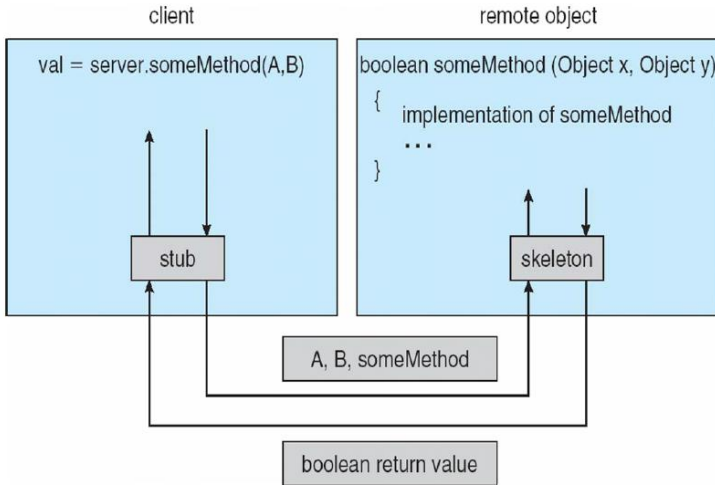 client
remote object
val = server.someMethod(A,B)
boolean someMethod (Object x, Object y)
{
implementation of someMethod
...
}
stub
skeleton
A, B, someMethod
boolean return value